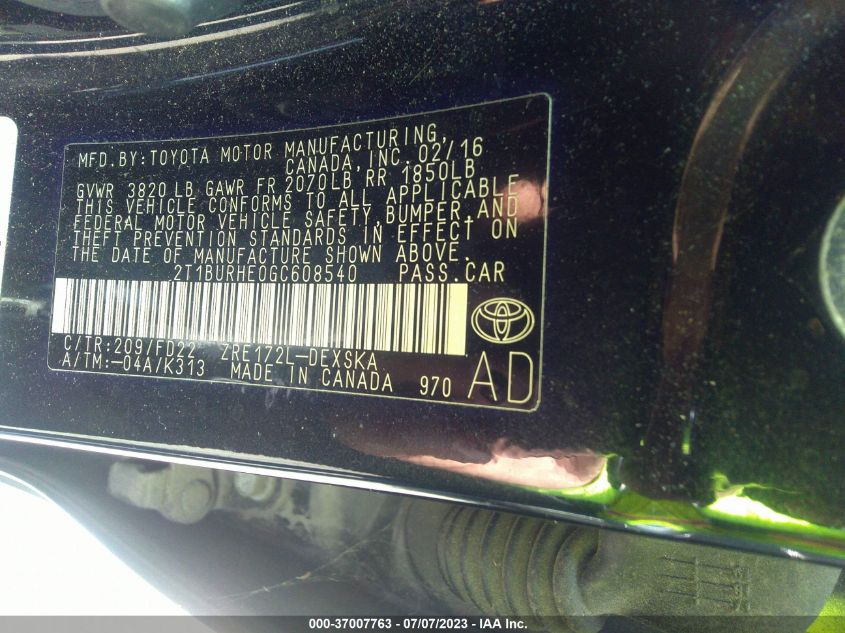 MFD.BY:TOYOTA MOTOR MANUFACTURING,
CANADA,INC. 02/16
GVWR 3820 LB GAWR FR 2070LB RR 1850LB
THIS VEHICLE CONFORMS TO ALL APPLICABLE
FEDERAL MOTOR VEHICLE SAFETY,BUMPER,AND
THEFT PREVENTION STANDARDS IN EFFECT ON
THE DATE OF MANUFACTURE SHOWN ABOVE.
2T1BURHE0GC608540 PASS.CAR
C/TR:209/FD22 ZRE172L-DEXSKA
A/TM:-04A/K313 MADE IN CANADA 970 AD
000-37007763 - 07/07/2023 - IAA Inc.